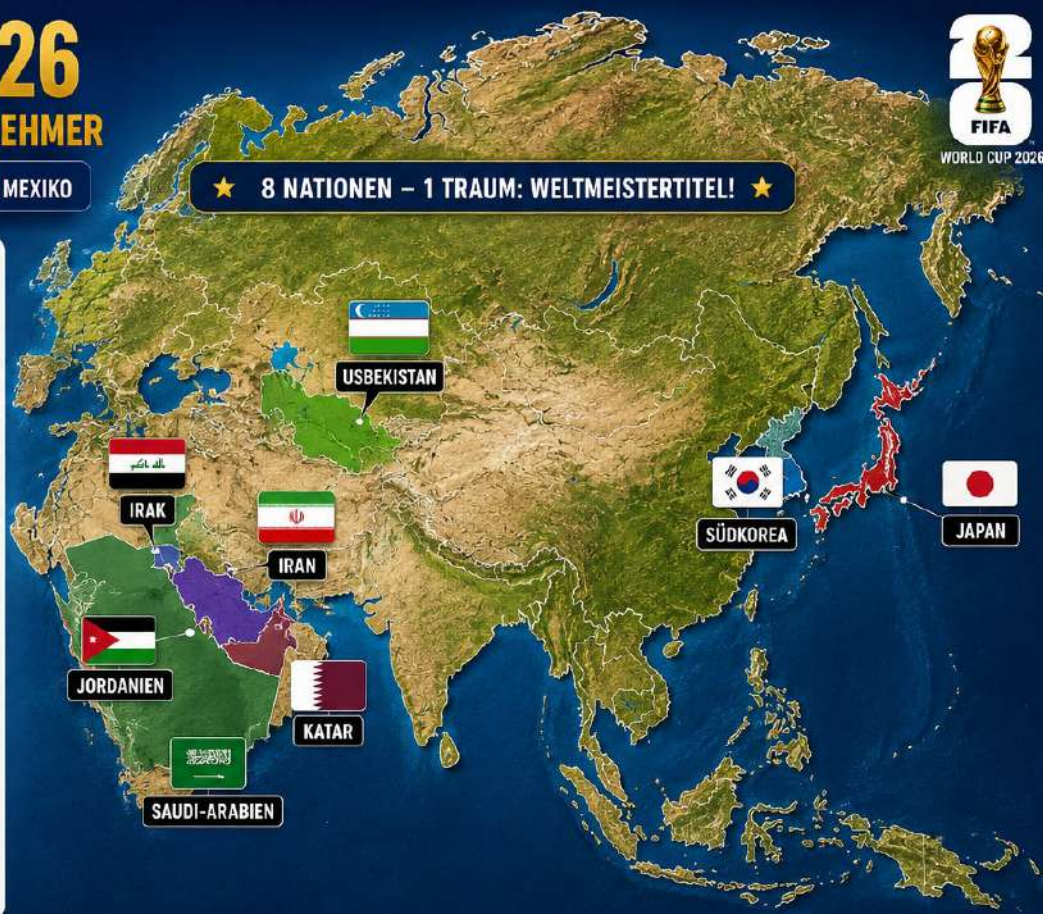 26
EHMER
MEXIKO
FIFA
WORLD CUP 2026
8 NATIONEN – 1 TRAUM: WELTMEISTERTITEL!
USBEKISTAN
IRAK
IRAN
SÜDKOREA
JAPAN
JORDANIEN
KATAR
SAUDI-ARABIEN